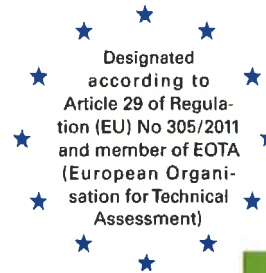 Designated
according to
Article 29 of Regula-
tion (EU) No 305/2011
and member of EOTA
(European Organi-
sation for Technical
Assessment)